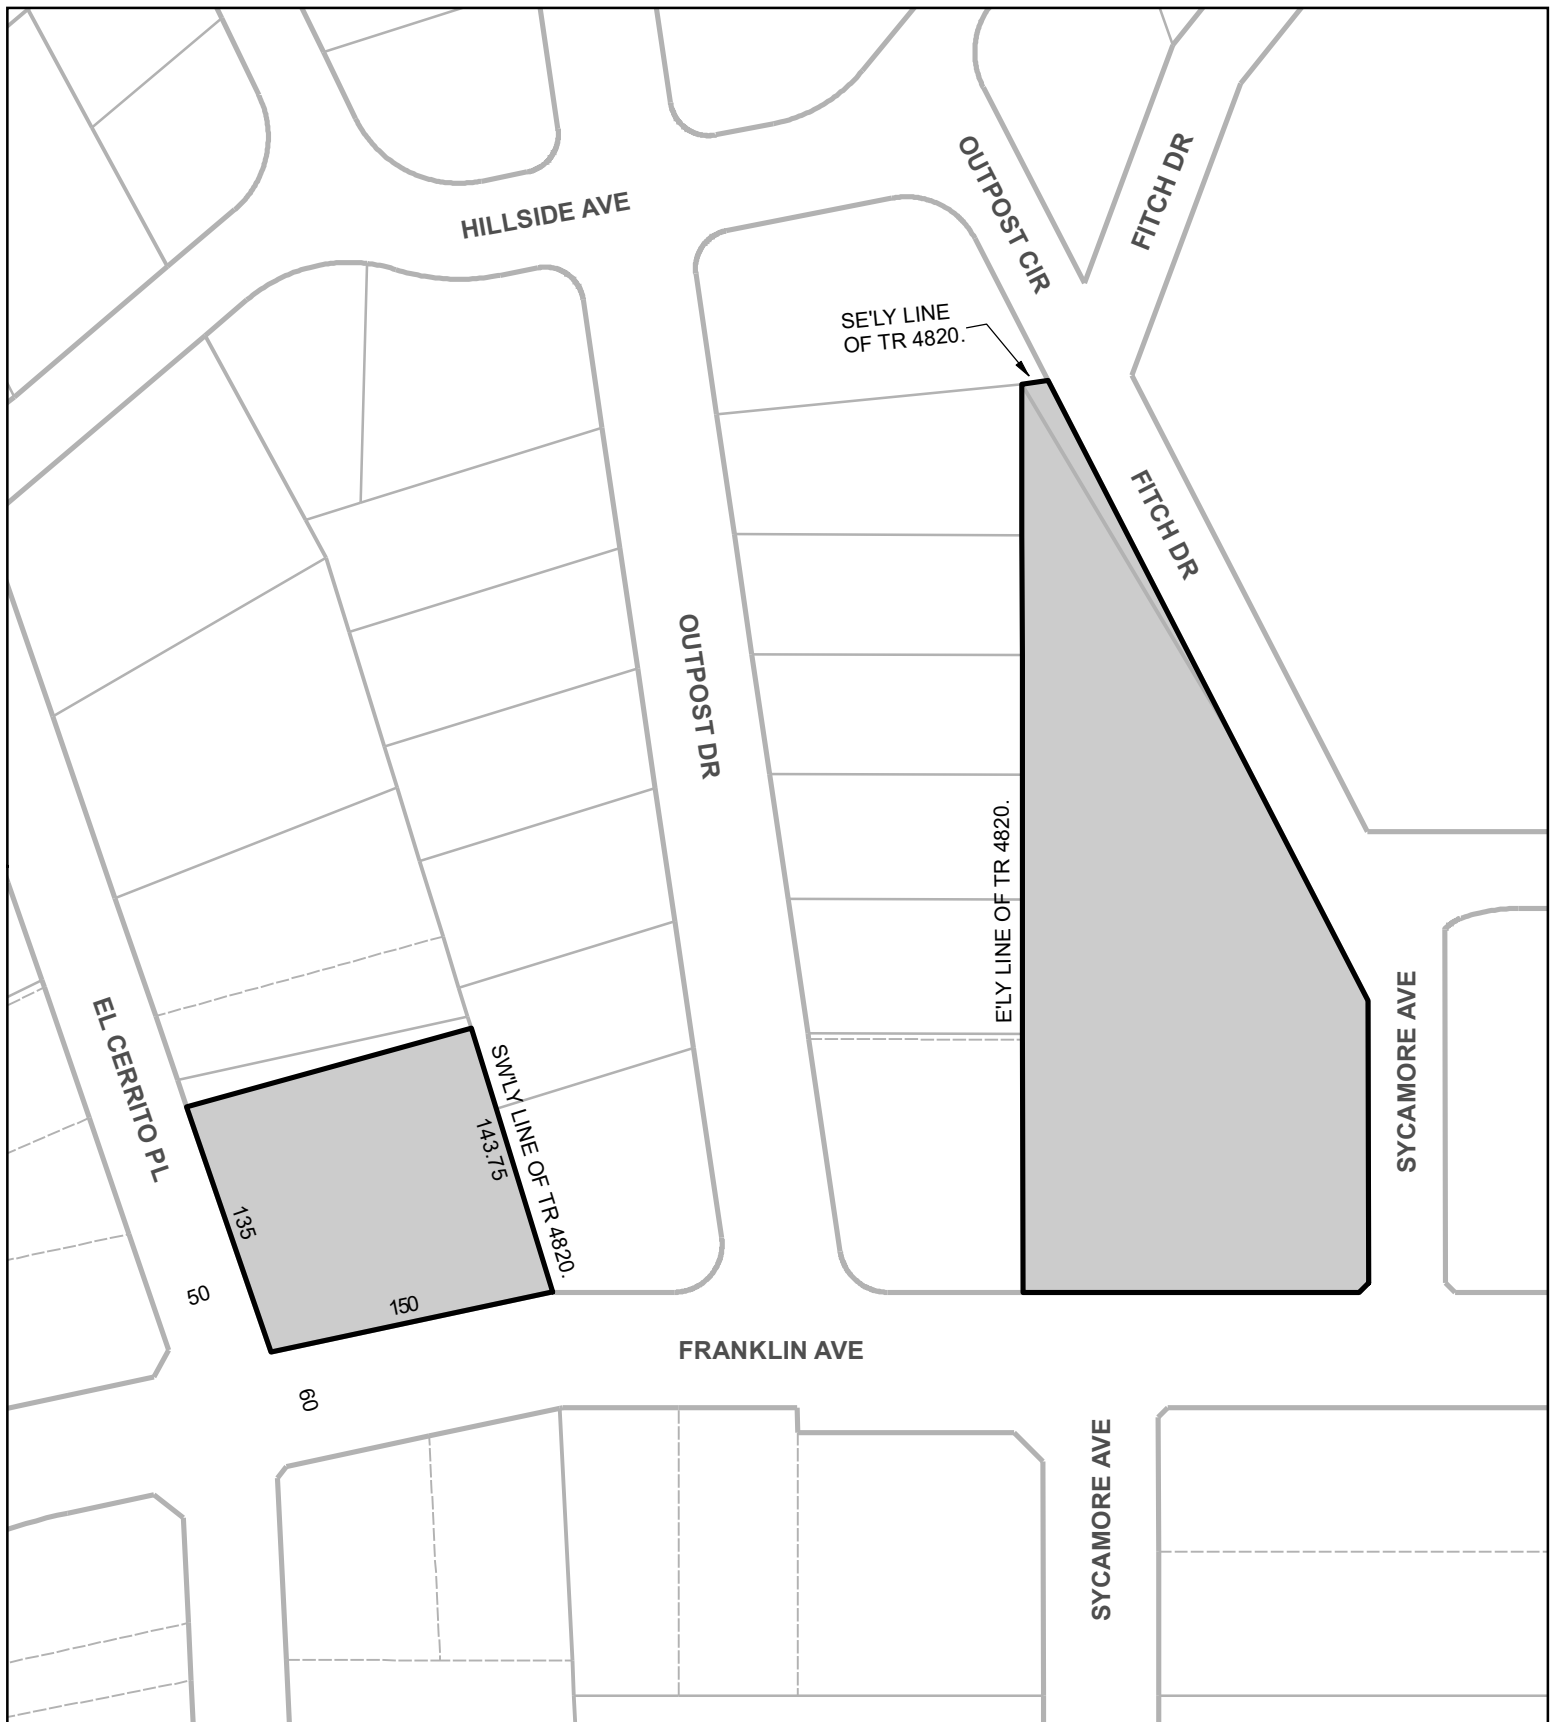 HILLSIDE AVE
OUTPOST CIR
FITCH DR
SE'LY LINE
OF TR 4820.
FITCH DR
OUTPOST DR
E'LY LINE OF TR 4820.
EL CERRITO PL
SW'LY LINE OF TR 4820.
143.75
135
150
50
60
SYCAMORE AVE
FRANKLIN AVE
SYCAMORE AVE